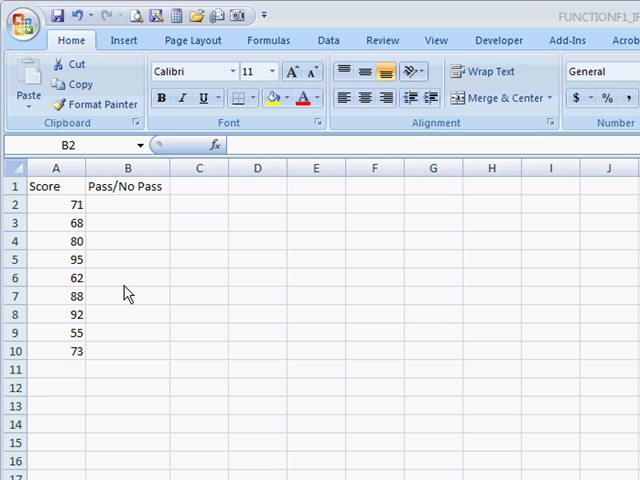 FUNCTIONF1_IF
Home Insert Page Layout Formulas Data Review View Developer Add-Ins Acrob
Paste
Cut
Copy
Format Painter
Clipboard
Calibri 11 A A
B I U A
Font
Wrap Text
Merge & Center
Alignment
General
$ % ,
Number
B2 fx
A B C D E F G H I J
1 Score Pass/No Pass
2 71
3 68
4 80
5 95
6 62
7 88
8 92
9 55
10 73
11
12
13
14
15
16
17